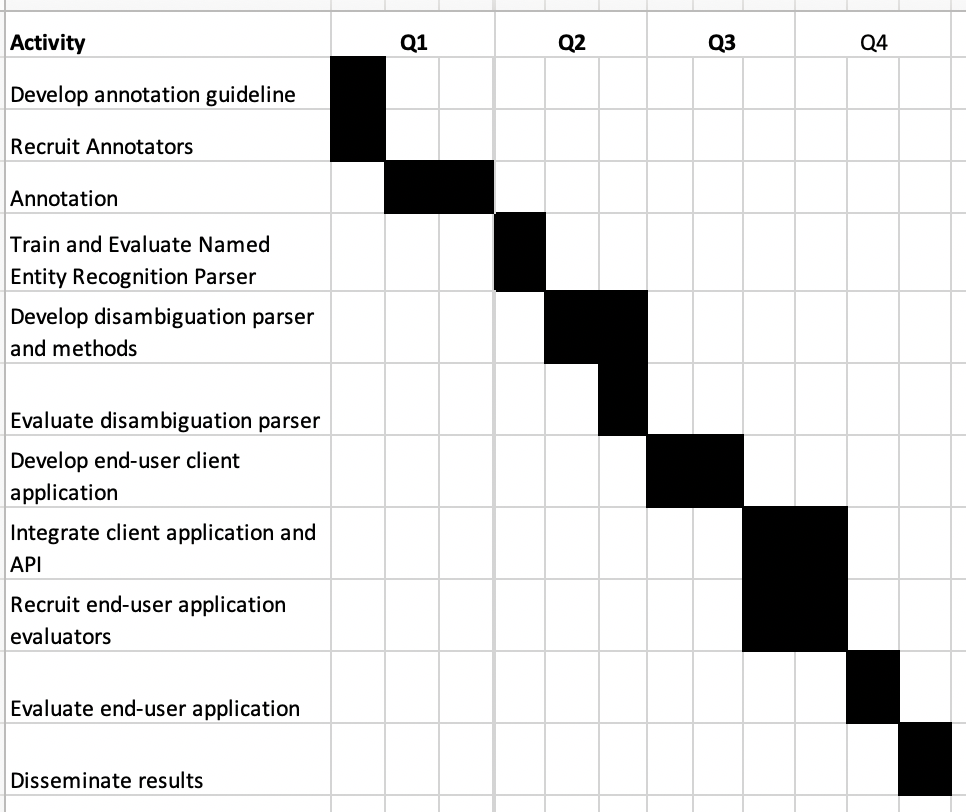 Activity Q1 Q2 Q3 Q4
Develop annotation guideline
Recruit Annotators
Annotation
Train and Evaluate Named
Entity Recognition Parser
Develop disambiguation parser
and methods
Evaluate disambiguation parser
Develop end-user client
application
Integrate client application and
API
Recruit end-user application
evaluators
Evaluate end-user application
Disseminate results